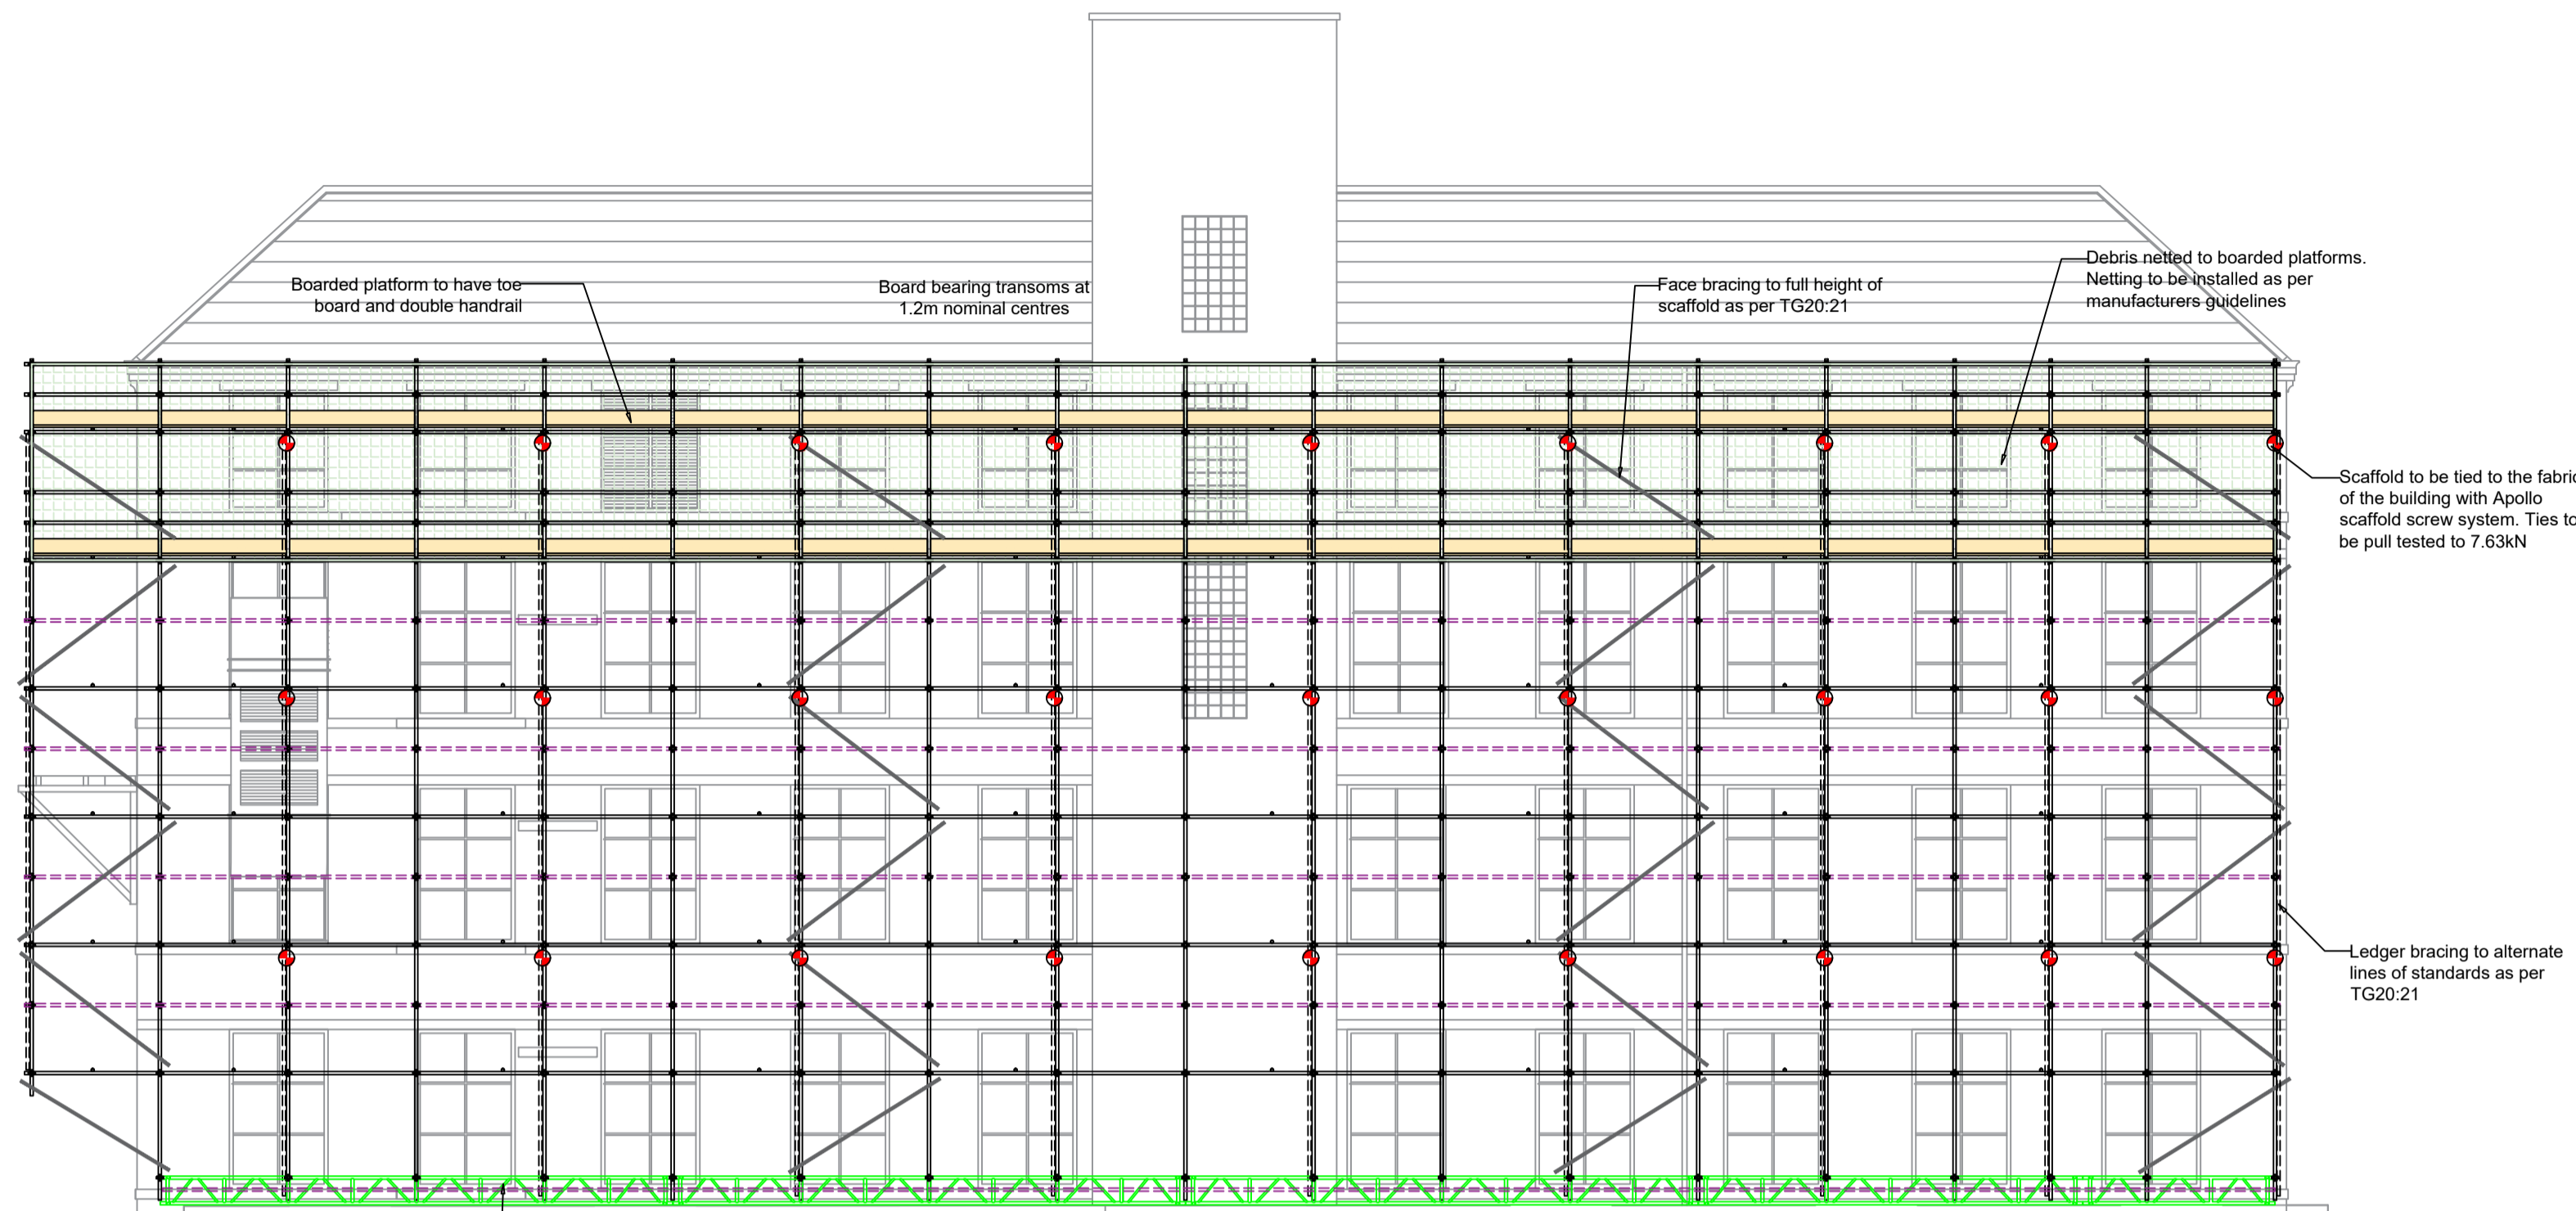 Boarded platform to have toe
board and double handrail
Board bearing transoms at
1.2m nominal centres
Face bracing to full height of
scaffold as per TG20:21
Debris netted to boarded platforms.
Netting to be installed as per
manufacturers guidelines
Scaffold to be tied to the fabric
of the building with Apollo
scaffold screw system. Ties to
be pull tested to 7.63kN
Ledger bracing to alternate
lines of standards as per
TG20:21